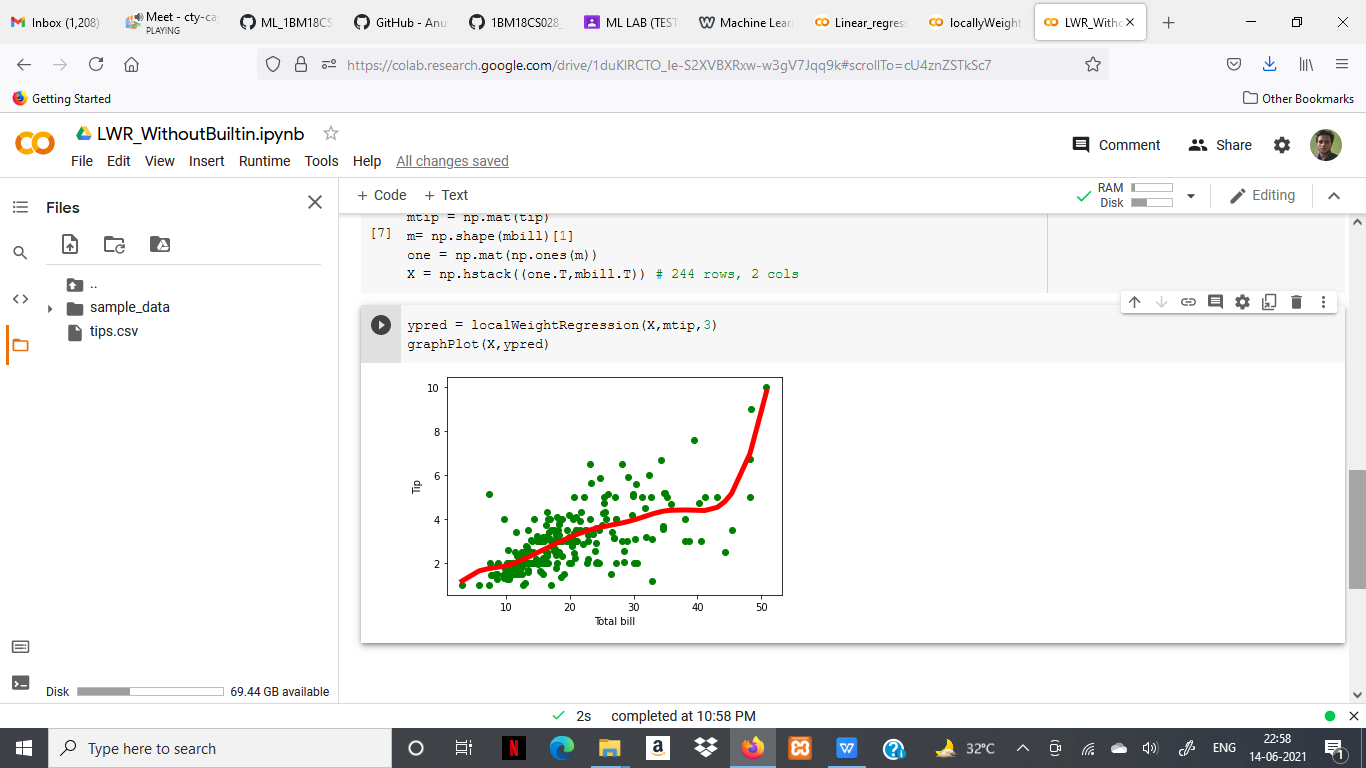 Inbox (1,208)
Meet - cty-ca
PLAYING
ML_1BM18CS
GitHub - Anu
1BM18CS028_
ML LAB (TEST
Machine Lear
Linear_regres
locallyWeight
LWR_Witho
https://colab.research.google.com/drive/1duKlRCTO_Ie-S2XVBXRxw-w3gV7Jqq9k#scrollTo=cU4znZSTkSc7
Getting Started
Other Bookmarks
LWR_WithoutBuiltin.ipynb
File Edit View Insert Runtime Tools Help All changes saved
Comment
Share
Files
+ Code + Text
RAM
Disk
Editing
..
sample_data
tips.csv
mtip = np.mat(tip)
[7] m= np.shape(mbill)[1]
one = np.mat(np.ones(m))
X = np.hstack((one.T,mbill.T)) # 244 rows, 2 cols
ypred = localWeightRegression(X,mtip,3)
graphPlot(X,ypred)
10
8
6
4
2
Tip
10 20 30 40 50
Total bill
Disk 69.44 GB available
2s completed at 10:58 PM
Type here to search
32°C
ENG
22:58
14-06-2021
1